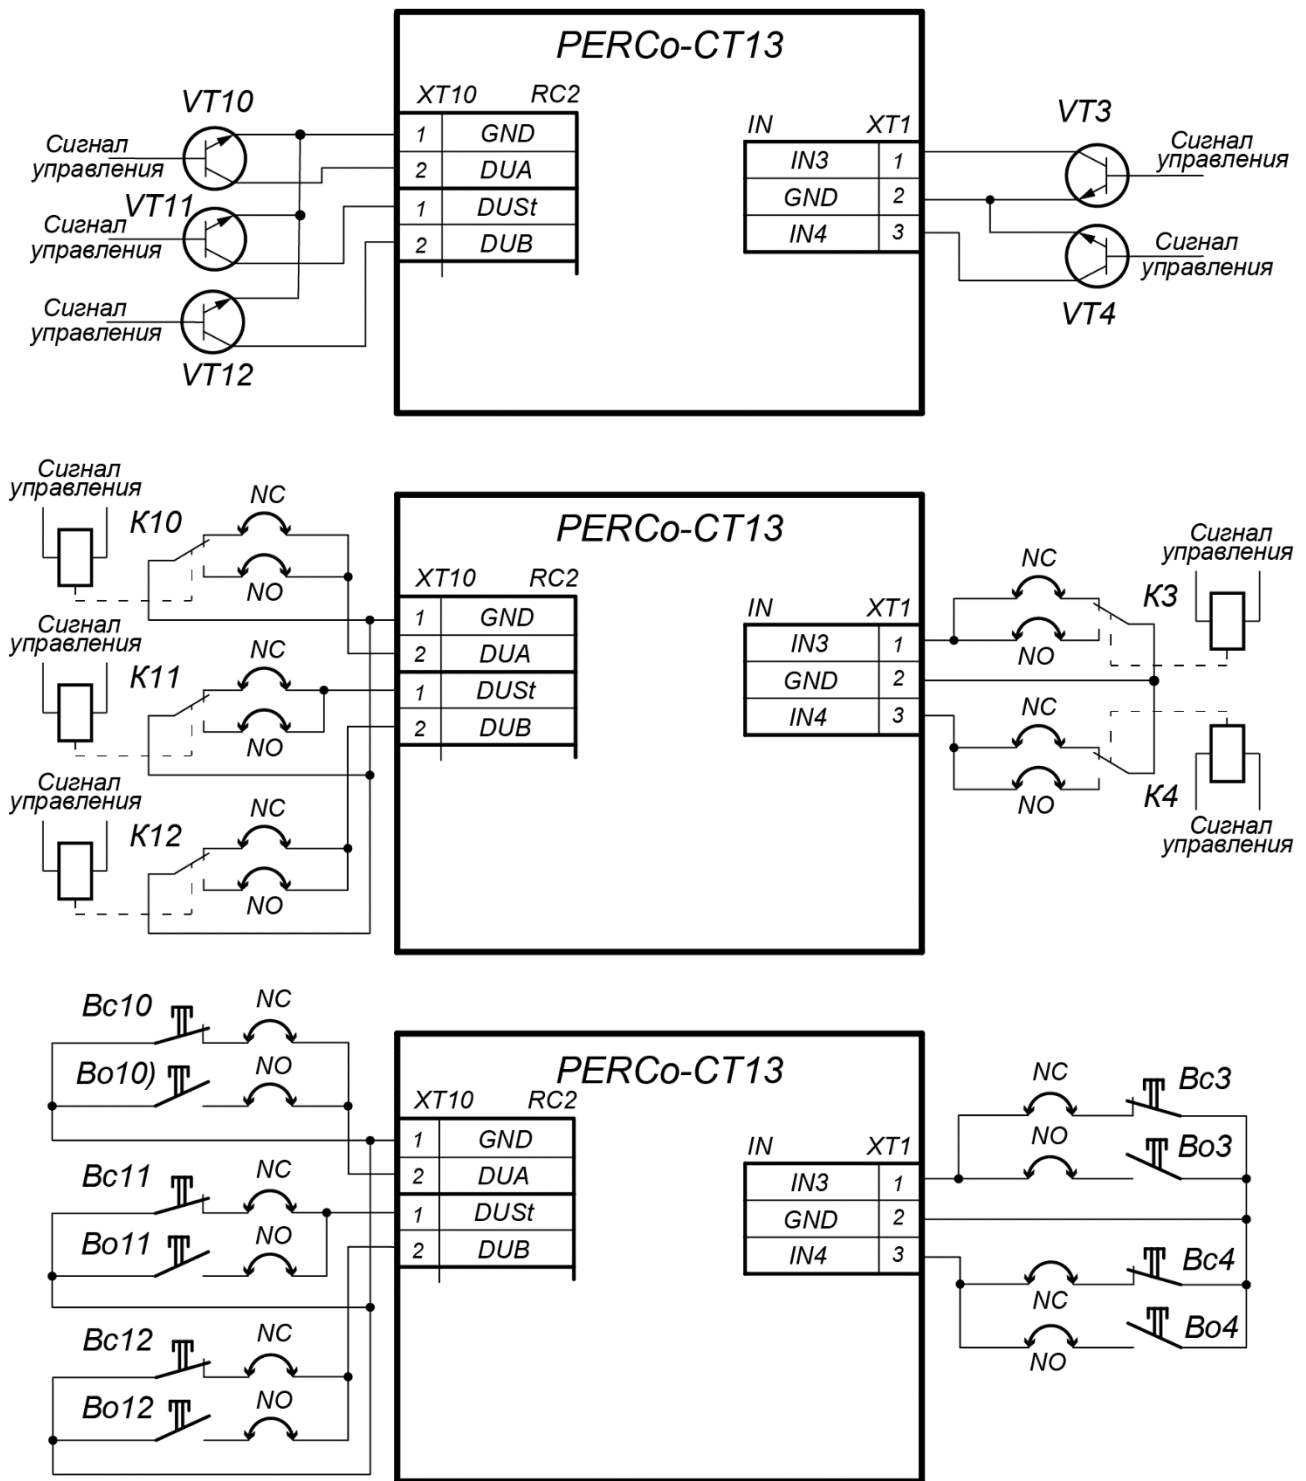 PERCo-CT13
XT10 RC2
1 GND
2 DUA
1 DUSt
2 DUB
IN XT1
IN3 1
GND 2
IN4 3
VT10
Сигнал
управления
VT11
Сигнал
управления
Сигнал
управления
VT12
VT3
Сигнал
управления
Сигнал
управления
VT4
PERCo-CT13
XT10 RC2
1 GND
2 DUA
1 DUSt
2 DUB
IN XT1
IN3 1
GND 2
IN4 3
Сигнал
управления
K10
NC
NO
Сигнал
управления
K11
NC
NO
Сигнал
управления
K12
NC
NO
NC
NO
K3
Сигнал
управления
NC
NO
K4
Сигнал
управления
PERCo-CT13
XT10 RC2
1 GND
2 DUA
1 DUSt
2 DUB
IN XT1
IN3 1
GND 2
IN4 3
Bc10 NC
Bo10) NO
Bc11 NC
Bo11 NO
Bc12 NC
Bo12 NO
NC Bc3
NO Bo3
NC Bc4
NO Bo4